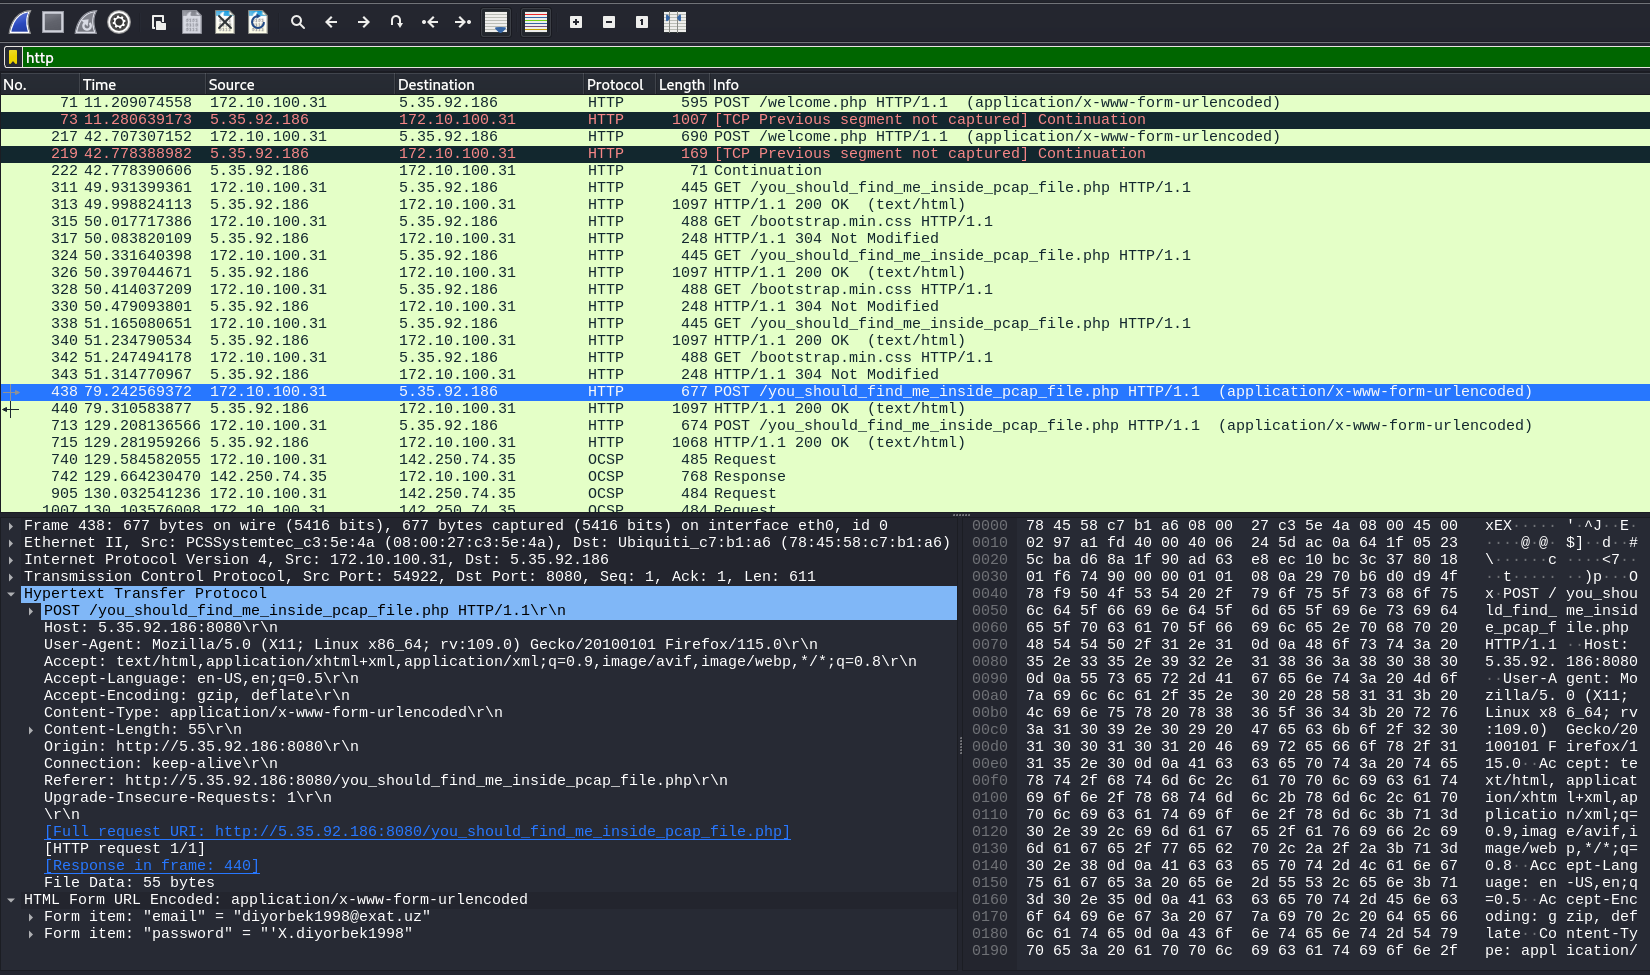 http
No. Time Source Destination Protocol Length Info
71 11.209074558 172.10.100.31 5.35.92.186 HTTP 595 POST /welcome.php HTTP/1.1 (application/x-www-form-urlencoded)
73 11.280639173 5.35.92.186 172.10.100.31 HTTP 1007 [TCP Previous segment not captured] Continuation
217 42.707307152 172.10.100.31 5.35.92.186 HTTP 690 POST /welcome.php HTTP/1.1 (application/x-www-form-urlencoded)
219 42.778388982 5.35.92.186 172.10.100.31 HTTP 169 [TCP Previous segment not captured] Continuation
222 42.778390606 5.35.92.186 172.10.100.31 HTTP 71 Continuation
311 49.931399361 172.10.100.31 5.35.92.186 HTTP 445 GET /you_should_find_me_inside_pcap_file.php HTTP/1.1
313 49.998824113 5.35.92.186 172.10.100.31 HTTP 1097 HTTP/1.1 200 OK (text/html)
315 50.017717386 172.10.100.31 5.35.92.186 HTTP 488 GET /bootstrap.min.css HTTP/1.1
317 50.083820109 5.35.92.186 172.10.100.31 HTTP 248 HTTP/1.1 304 Not Modified
324 50.331640398 172.10.100.31 5.35.92.186 HTTP 445 GET /you_should_find_me_inside_pcap_file.php HTTP/1.1
326 50.397044671 5.35.92.186 172.10.100.31 HTTP 1097 HTTP/1.1 200 OK (text/html)
328 50.414037209 172.10.100.31 5.35.92.186 HTTP 488 GET /bootstrap.min.css HTTP/1.1
330 50.479093801 5.35.92.186 172.10.100.31 HTTP 248 HTTP/1.1 304 Not Modified
338 51.165080651 172.10.100.31 5.35.92.186 HTTP 445 GET /you_should_find_me_inside_pcap_file.php HTTP/1.1
340 51.234790534 5.35.92.186 172.10.100.31 HTTP 1097 HTTP/1.1 200 OK (text/html)
342 51.247494178 172.10.100.31 5.35.92.186 HTTP 488 GET /bootstrap.min.css HTTP/1.1
343 51.314770967 5.35.92.186 172.10.100.31 HTTP 248 HTTP/1.1 304 Not Modified
438 79.242569372 172.10.100.31 5.35.92.186 HTTP 677 POST /you_should_find_me_inside_pcap_file.php HTTP/1.1 (application/x-www-form-urlencoded)
440 79.310583877 5.35.92.186 172.10.100.31 HTTP 1097 HTTP/1.1 200 OK (text/html)
713 129.208136566 172.10.100.31 5.35.92.186 HTTP 674 POST /you_should_find_me_inside_pcap_file.php HTTP/1.1 (application/x-www-form-urlencoded)
715 129.281959266 5.35.92.186 172.10.100.31 HTTP 1068 HTTP/1.1 200 OK (text/html)
740 129.584582055 172.10.100.31 142.250.74.35 OCSP 485 Request
742 129.664230470 142.250.74.35 172.10.100.31 OCSP 768 Response
905 130.032541236 172.10.100.31 142.250.74.35 OCSP 484 Request
1007 130.103576008 172.10.100.31 142.250.74.35 OCSP 484 Request
Frame 438: 677 bytes on wire (5416 bits), 677 bytes captured (5416 bits) on interface eth0, id 0
Ethernet II, Src: PCSSystemtec_c3:5e:4a (08:00:27:c3:5e:4a), Dst: Ubiquiti_c7:b1:a6 (78:45:58:c7:b1:a6)
Internet Protocol Version 4, Src: 172.10.100.31, Dst: 5.35.92.186
Transmission Control Protocol, Src Port: 54922, Dst Port: 8080, Seq: 1, Ack: 1, Len: 611
Hypertext Transfer Protocol
POST /you_should_find_me_inside_pcap_file.php HTTP/1.1\r\n
Host: 5.35.92.186:8080\r\n
User-Agent: Mozilla/5.0 (X11; Linux x86_64; rv:109.0) Gecko/20100101 Firefox/115.0\r\n
Accept: text/html,application/xhtml+xml,application/xml;q=0.9,image/avif,image/webp,*/*;q=0.8\r\n
Accept-Language: en-US,en;q=0.5\r\n
Accept-Encoding: gzip, deflate\r\n
Content-Type: application/x-www-form-urlencoded\r\n
Content-Length: 55\r\n
Origin: http://5.35.92.186:8080\r\n
Connection: keep-alive\r\n
Referer: http://5.35.92.186:8080/you_should_find_me_inside_pcap_file.php\r\n
Upgrade-Insecure-Requests: 1\r\n
\r\n
[Full request URI: http://5.35.92.186:8080/you_should_find_me_inside_pcap_file.php]
[HTTP request 1/1]
[Response in frame: 440]
File Data: 55 bytes
HTML Form URL Encoded: application/x-www-form-urlencoded
Form item: "email" = "diyorbek1998@exat.uz"
Form item: "password" = "'X.diyorbek1998"
0000 78 45 58 c7 b1 a6 08 00 27 c3 5e 4a 08 00 45 00 xEX····· '·^J··E·
0010 02 97 a1 fd 40 00 40 06 24 5d ac 0a 64 1f 05 23 ····@·@· $]··d··#
0020 5c ba d6 8a 1f 90 ad 63 e8 ec 10 bc 3c 37 80 18 \······c ····<7··
0030 01 f6 74 90 00 00 01 01 08 0a 29 70 b6 d0 d9 4f ··t····· ··)p···O
0040 78 f9 50 4f 53 54 20 2f 79 6f 75 5f 73 68 6f 75 x·POST / you_shou
0050 6c 64 5f 66 69 6e 64 5f 6d 65 5f 69 6e 73 69 64 ld_find_ me_insid
0060 65 5f 70 63 61 70 5f 66 69 6c 65 2e 70 68 70 20 e_pcap_f ile.php
0070 48 54 54 50 2f 31 2e 31 0d 0a 48 6f 73 74 3a 20 HTTP/1.1 ··Host:
0080 35 2e 33 35 2e 39 32 2e 31 38 36 3a 38 30 38 30 5.35.92. 186:8080
0090 0d 0a 55 73 65 72 2d 41 67 65 6e 74 3a 20 4d 6f ··User-A gent: Mo
00a0 7a 69 6c 6c 61 2f 35 2e 30 20 28 58 31 31 3b 20 zilla/5. 0 (X11;
00b0 4c 69 6e 75 78 20 78 38 36 5f 36 34 3b 20 72 76 Linux x8 6_64; rv
00c0 3a 31 30 39 2e 30 29 20 47 65 63 6b 6f 2f 32 30 :109.0) Gecko/20
00d0 31 30 30 31 30 31 20 46 69 72 65 66 6f 78 2f 31 100101 F irefox/1
00e0 31 35 2e 30 0d 0a 41 63 63 65 70 74 3a 20 74 65 15.0··Ac cept: te
00f0 78 74 2f 68 74 6d 6c 2c 61 70 70 6c 69 63 61 74 xt/html, applicat
0100 69 6f 6e 2f 78 68 74 6d 6c 2b 78 6d 6c 2c 61 70 ion/xhtm l+xml,ap
0110 70 6c 69 63 61 74 69 6f 6e 2f 78 6d 6c 3b 71 3d plicatio n/xml;q=
0120 30 2e 39 2c 69 6d 61 67 65 2f 61 76 69 66 2c 69 0.9,imag e/avif,i
0130 6d 61 67 65 2f 77 65 62 70 2c 2a 2f 2a 3b 71 3d mage/web p,*/*;q=
0140 30 2e 38 0d 0a 41 63 63 65 70 74 2d 4c 61 6e 67 0.8··Acc ept-Lang
0150 75 61 67 65 3a 20 65 6e 2d 55 53 2c 65 6e 3b 71 uage: en -US,en;q
0160 3d 30 2e 35 0d 0a 41 63 63 65 70 74 2d 45 6e 63 =0.5··Ac cept-Enc
0170 6f 64 69 6e 67 3a 20 67 7a 69 70 2c 20 64 65 66 oding: g zip, def
0180 6c 61 74 65 0d 0a 43 6f 6e 74 65 6e 74 2d 54 79 late··Co ntent-Ty
0190 70 65 3a 20 61 70 70 6c 69 63 61 74 69 6f 6e 2f pe: appl ication/